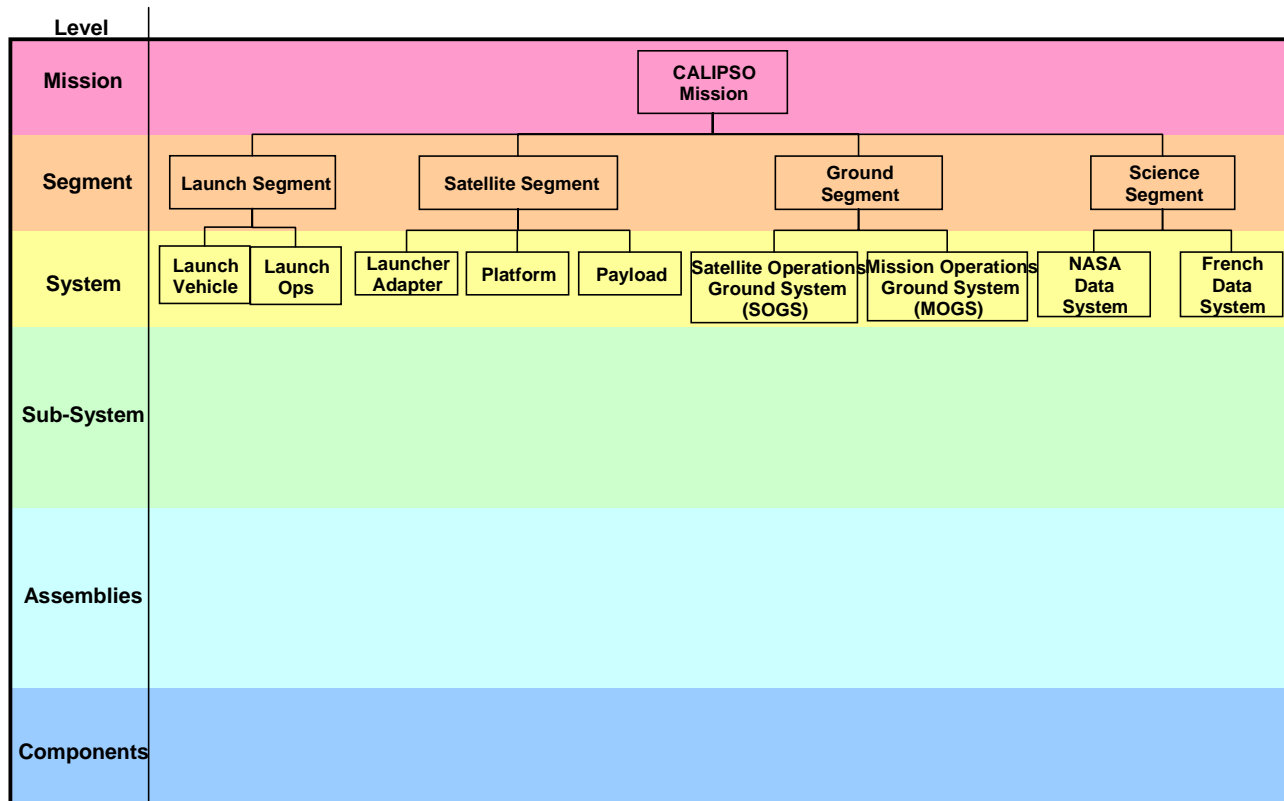 Level
Mission
CALIPSO
Mission
Segment
Launch Segment
Satellite Segment
Ground
Segment
Science
Segment
System
Launch
Vehicle
Launch
Ops
Launcher
Adapter
Platform
Payload
Satellite Operations
Ground System
(SOGS)
Mission Operations
Ground System
(MOGS)
NASA
Data
System
French
Data
System
Sub-System
Assemblies
Components